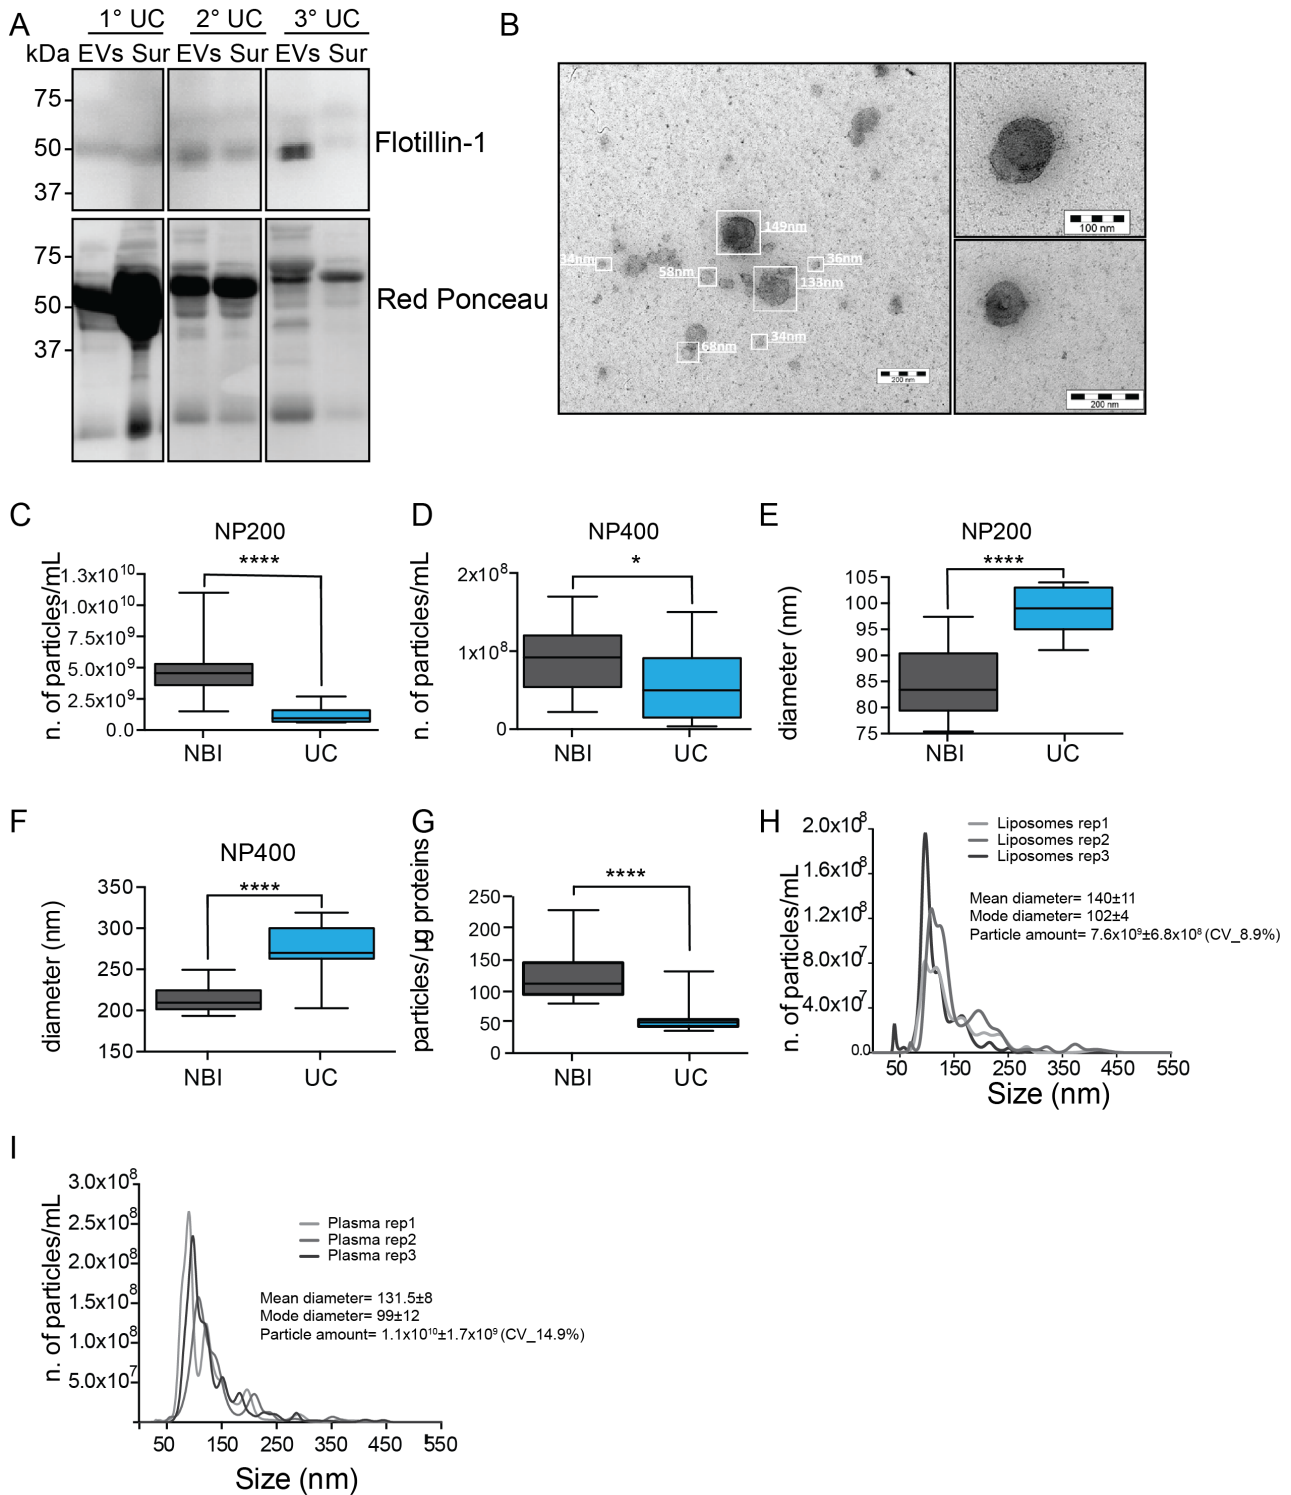 A
1° UC 2° UC 3° UC
kDa EVs Sur EVs Sur EVs Sur
75
50
37
Flotillin-1
75
50
37
Red Ponceau
B
149nm
34nm
58nm
36nm
133nm
68nm
34nm
200 nm
100 nm
200 nm
C
NP200
****
n. of particles/mL
1.3x10¹⁰
1.0x10¹⁰
7.5x10⁹
5.0x10⁹
2.5x10⁹
0.0
NBI UC
D
NP400
*
n. of particles/mL
2x10⁸
1x10⁸
0
NBI UC
E
NP200
****
diameter (nm)
105
100
95
90
85
80
75
NBI UC
F
NP400
****
diameter (nm)
350
300
250
200
150
NBI UC
G
****
particles/µg proteins
250
200
150
100
50
0
NBI UC
H
n. of particles/mL
2.0x10⁸
1.6x10⁸
1.2x10⁸
8.0x10⁷
4.0x10⁷
0.0
Liposomes rep1
Liposomes rep2
Liposomes rep3
Mean diameter= 140±11
Mode diameter= 102±4
Particle amount= 7.6x10⁹±6.8x10⁸ (CV_8.9%)
50 150 250 350 450 550
Size (nm)
I
n. of particles/mL
3.0x10⁸
2.5x10⁸
2.0x10⁸
1.5x10⁸
1.0x10⁸
5.0x10⁷
Plasma rep1
Plasma rep2
Plasma rep3
Mean diameter= 131.5±8
Mode diameter= 99±12
Particle amount= 1.1x10¹⁰±1.7x10⁹ (CV_14.9%)
50 150 250 350 450 550
Size (nm)